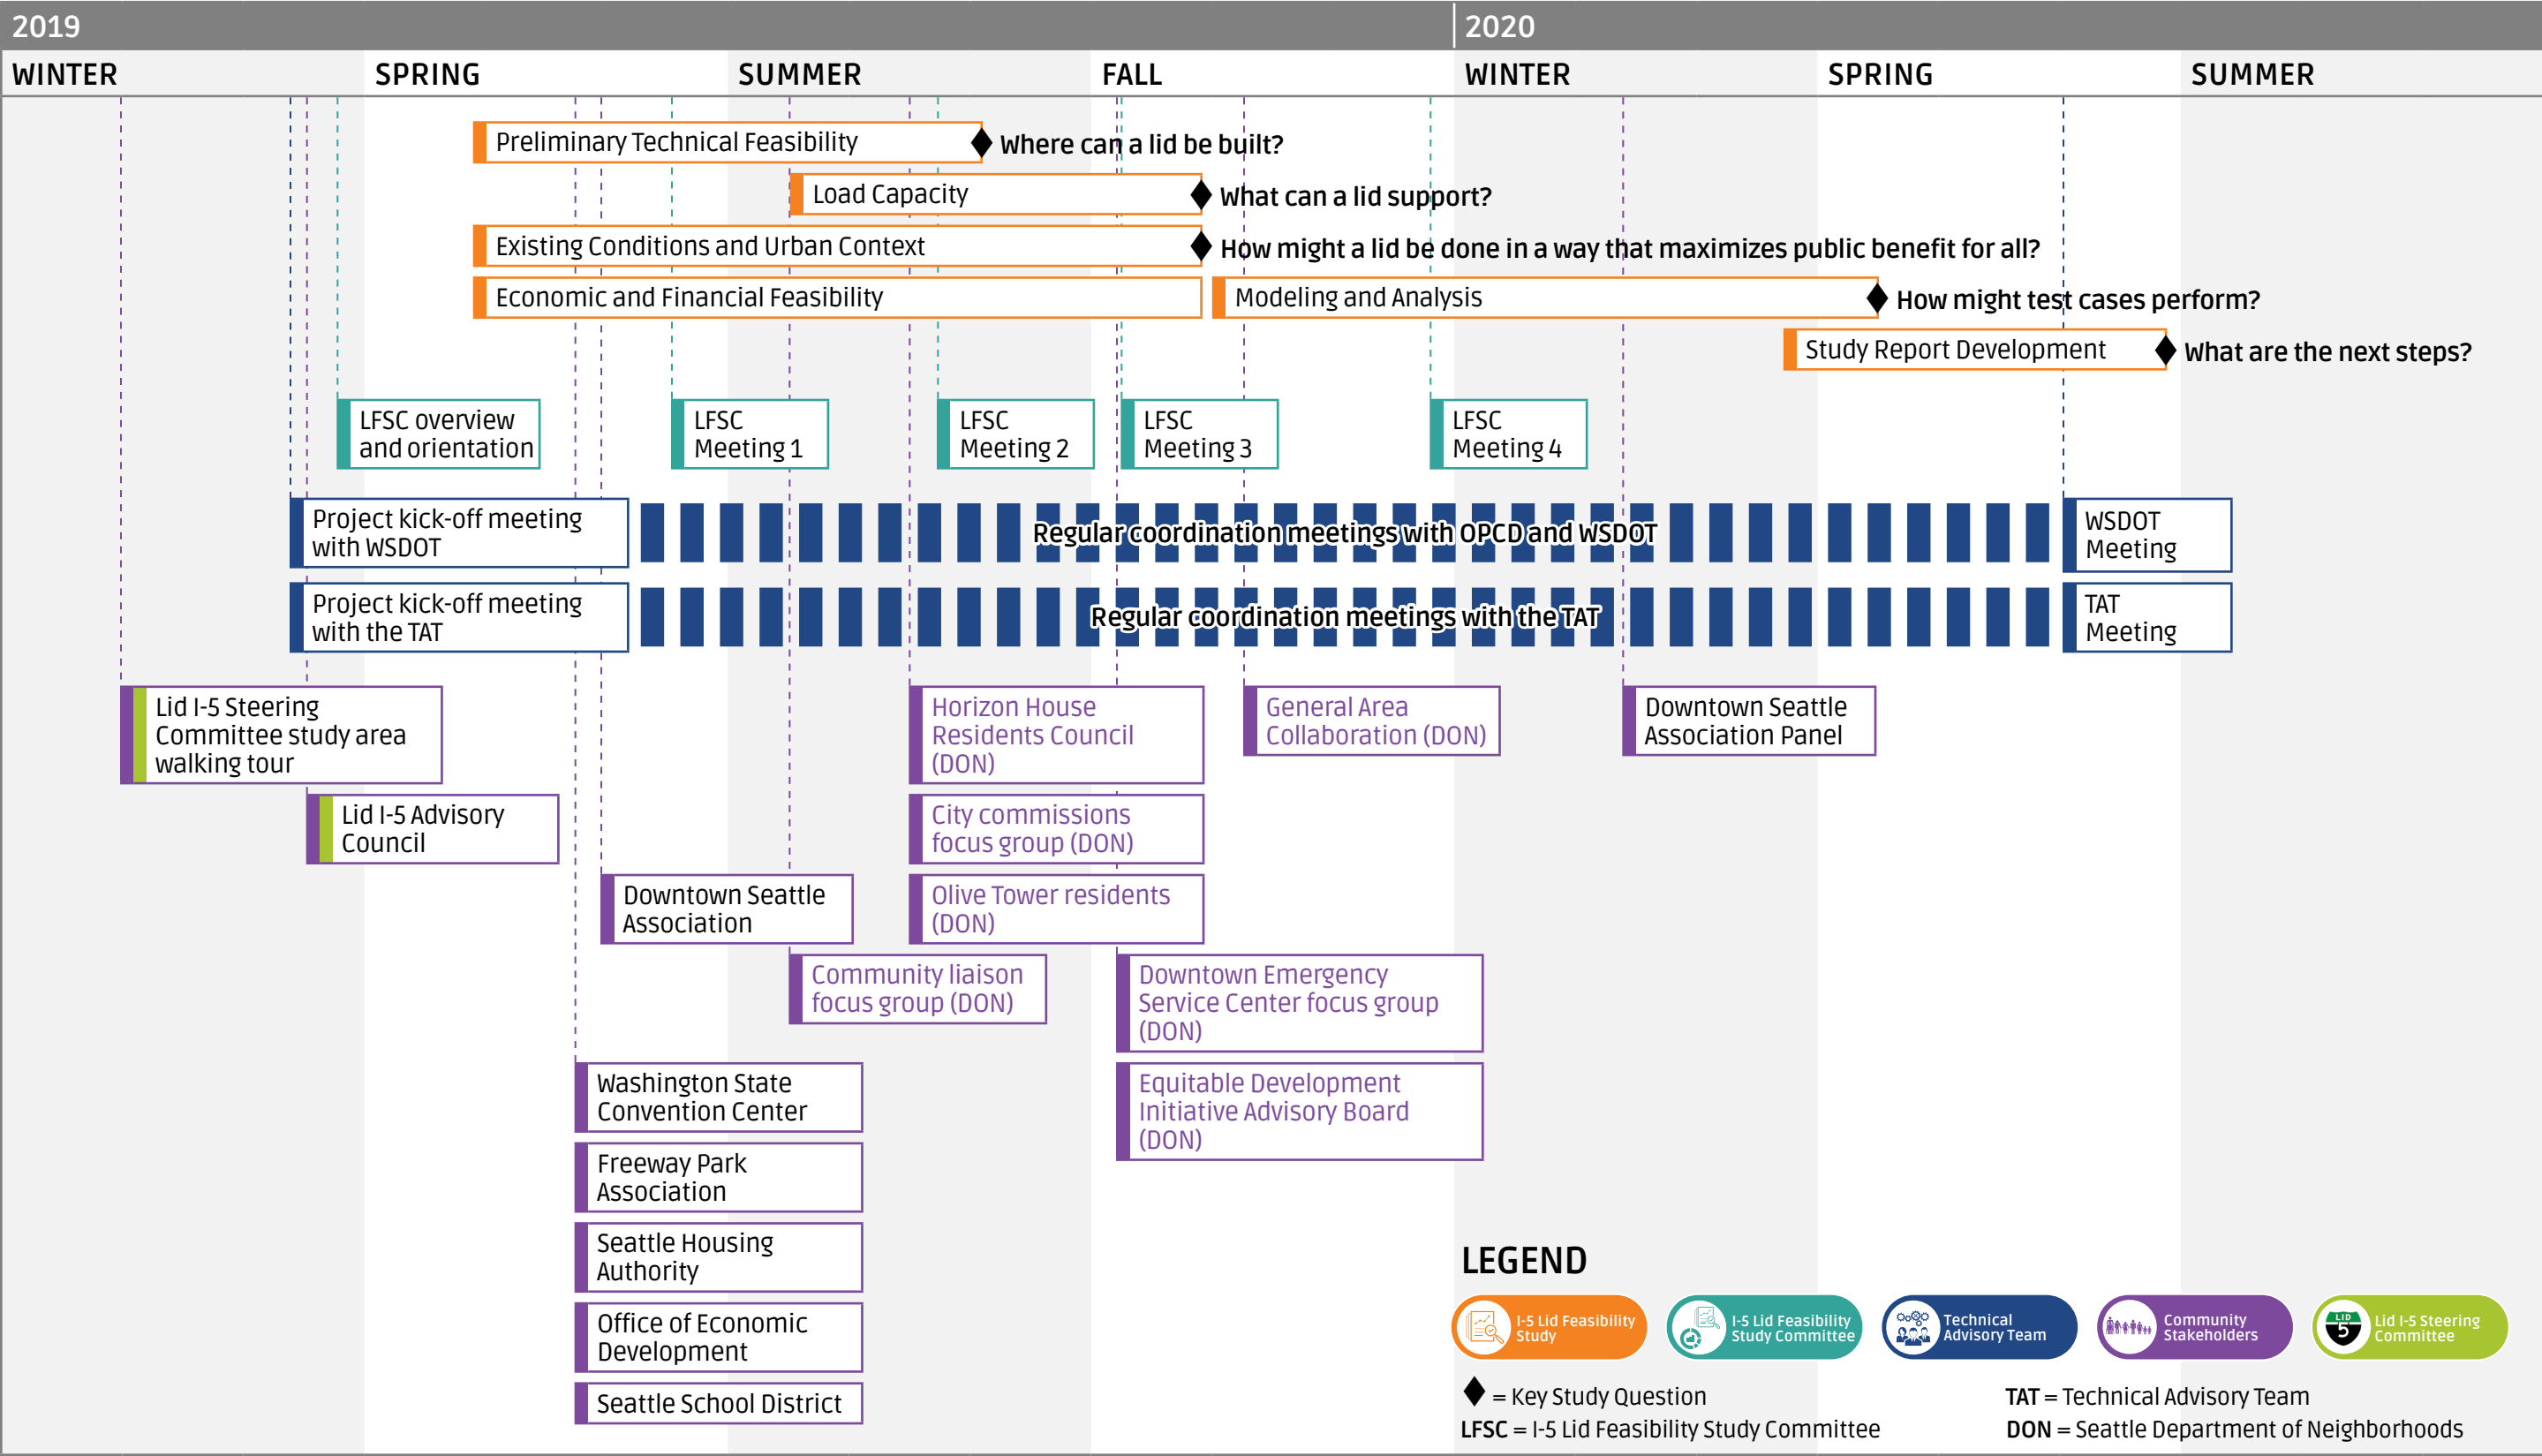 2019
2020
WINTER
SPRING
SUMMER
FALL
WINTER
SPRING
SUMMER
Preliminary Technical Feasibility
Where can a lid be built?
Load Capacity
What can a lid support?
Existing Conditions and Urban Context
How might a lid be done in a way that maximizes public benefit for all?
Economic and Financial Feasibility
Modeling and Analysis
How might test cases perform?
Study Report Development
What are the next steps?
LFSC overview
and orientation
LFSC
Meeting 1
LFSC
Meeting 2
LFSC
Meeting 3
LFSC
Meeting 4
Project kick-off meeting
with WSDOT
Regular coordination meetings with OPCD and WSDOT
WSDOT
Meeting
Project kick-off meeting
with the TAT
Regular coordination meetings with the TAT
TAT
Meeting
Lid I-5 Steering
Committee study area
walking tour
Horizon House
Residents Council
(DON)
General Area
Collaboration (DON)
Downtown Seattle
Association Panel
Lid I-5 Advisory
Council
City commissions
focus group (DON)
Downtown Seattle
Association
Olive Tower residents
(DON)
Community liaison
focus group (DON)
Downtown Emergency
Service Center focus group
(DON)
Washington State
Convention Center
Equitable Development
Initiative Advisory Board
(DON)
Freeway Park
Association
Seattle Housing
Authority
Office of Economic
Development
Seattle School District
LEGEND
I-5 Lid Feasibility
Study
I-5 Lid Feasibility
Study Committee
Technical
Advisory Team
Community
Stakeholders
LID
5
Lid I-5 Steering
Committee
= Key Study Question
TAT = Technical Advisory Team
LFSC = I-5 Lid Feasibility Study Committee
DON = Seattle Department of Neighborhoods